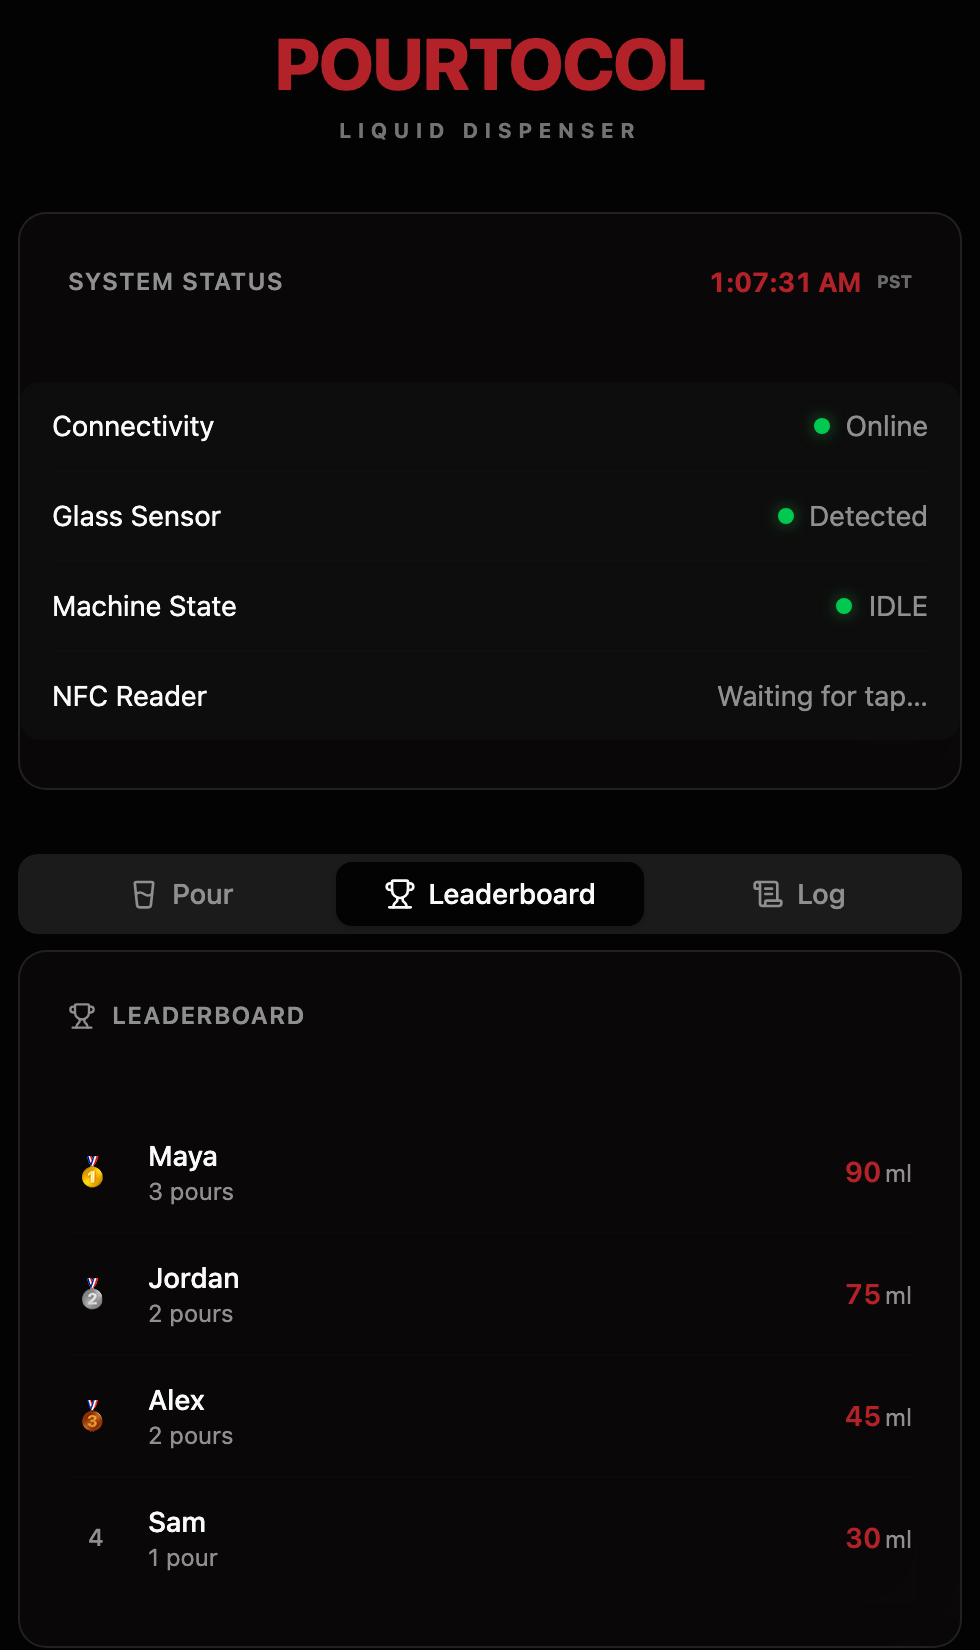 POURTOCOL
LIQUID DISPENSER
SYSTEM STATUS 1:07:31 AM PST
Connectivity Online
Glass Sensor Detected
Machine State IDLE
NFC Reader Waiting for tap...
Pour Leaderboard Log
LEADERBOARD
1 Maya 90 ml
3 pours
2 Jordan 75 ml
2 pours
3 Alex 45 ml
2 pours
4 Sam 30 ml
1 pour